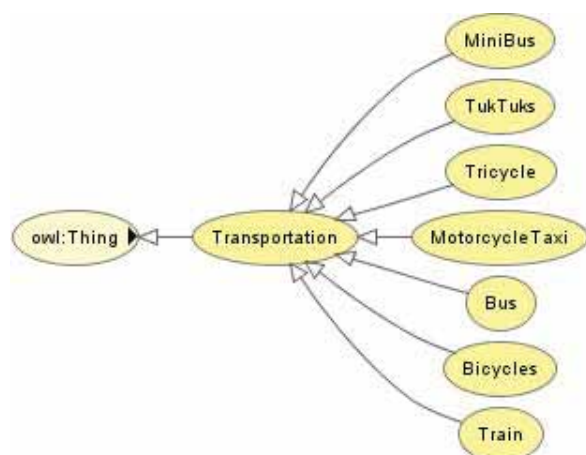 MiniBus
TukTuks
Tricycle
owl:Thing
Transportation
MotorcycleTaxi
Bus
Bicycles
Train